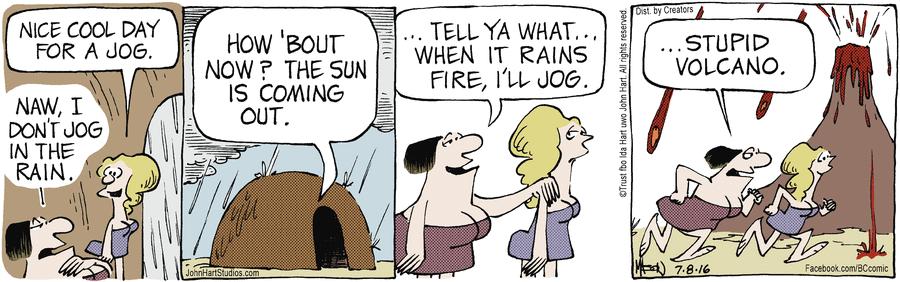 NICE COOL DAY
FOR A JOG.
NAW, I
DON'T JOG
IN THE
RAIN.
HOW 'BOUT
NOW? THE SUN
IS COMING
OUT.
JohnHartStudios.com
... TELL YA WHAT...
WHEN IT RAINS
FIRE, I'LL JOG.
©Trust fbo Ida Hart uwo John Hart. All rights reserved.
Dist. by Creators
...STUPID
VOLCANO.
7-8-16
Facebook.com/BCcomic